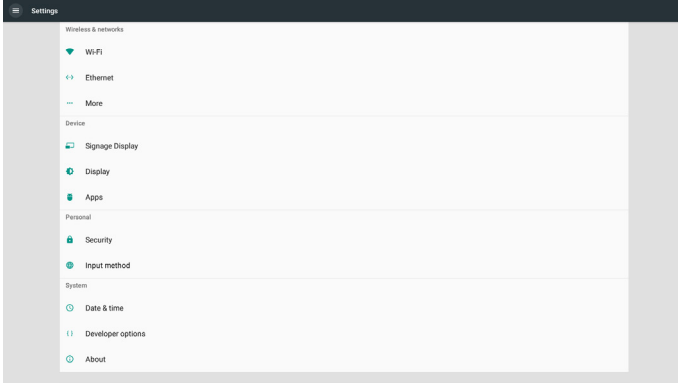 Settings
Wireless & networks
Wi-Fi
Ethernet
More
Device
Signage Display
Display
Apps
Personal
Security
Input method
System
Date & time
Developer options
About